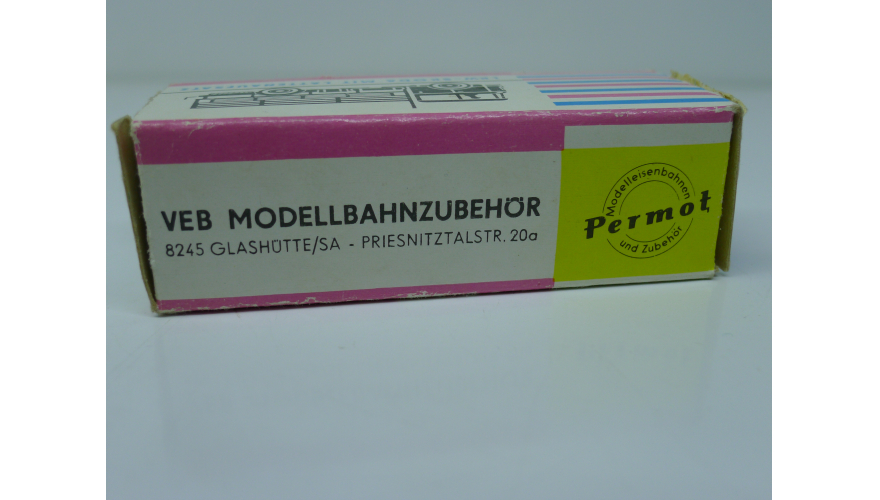 VEB MODELLBAHNZUBEHÖR
8245 GLASHÜTTE/SA - PRIESNITZTALSTR. 20a
Modelleisenbahnen
Permot
und Zubehör